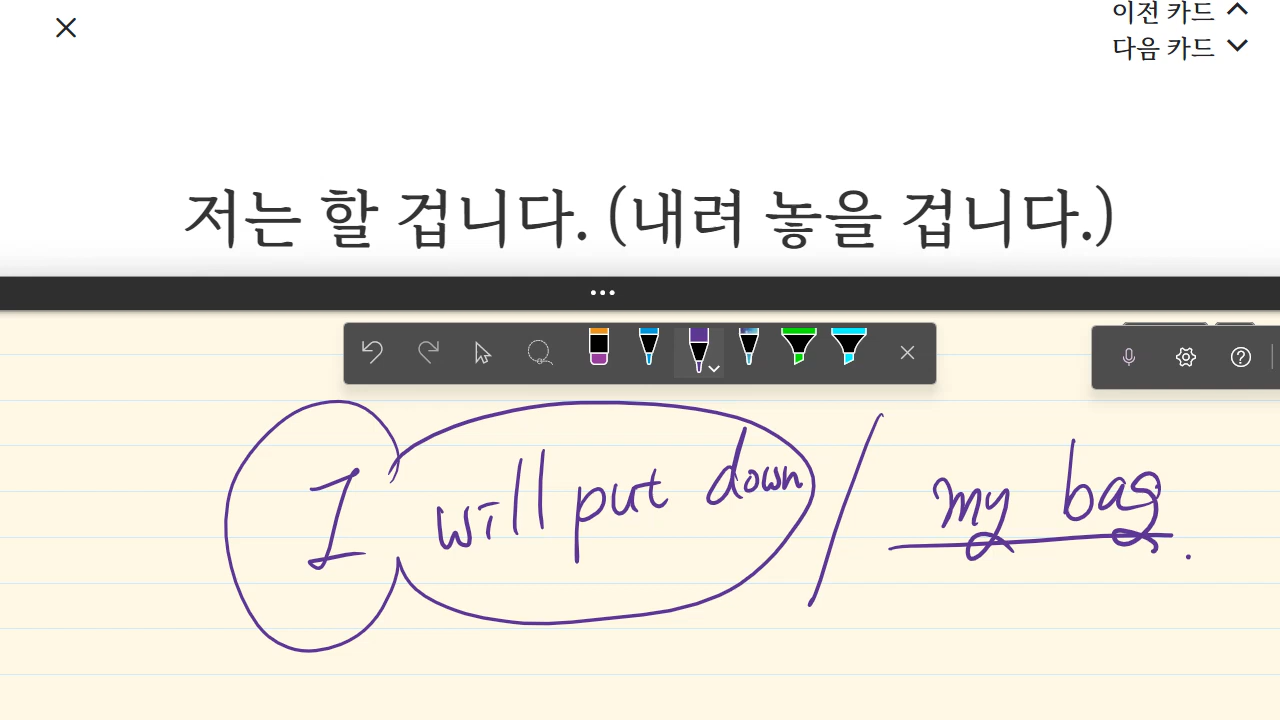 이전 카드
다음 카드
저는 할 겁니다. (내려 놓을 겁니다.)
I will put down / my bag.